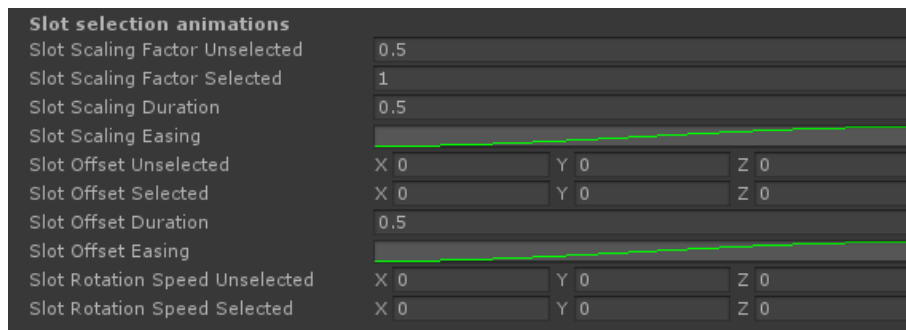 Slot selection animations
Slot Scaling Factor Unselected 0.5
Slot Scaling Factor Selected 1
Slot Scaling Duration 0.5
Slot Scaling Easing
Slot Offset Unselected X 0 Y 0 Z 0
Slot Offset Selected X 0 Y 0 Z 0
Slot Offset Duration 0.5
Slot Offset Easing
Slot Rotation Speed Unselected X 0 Y 0 Z 0
Slot Rotation Speed Selected X 0 Y 0 Z 0